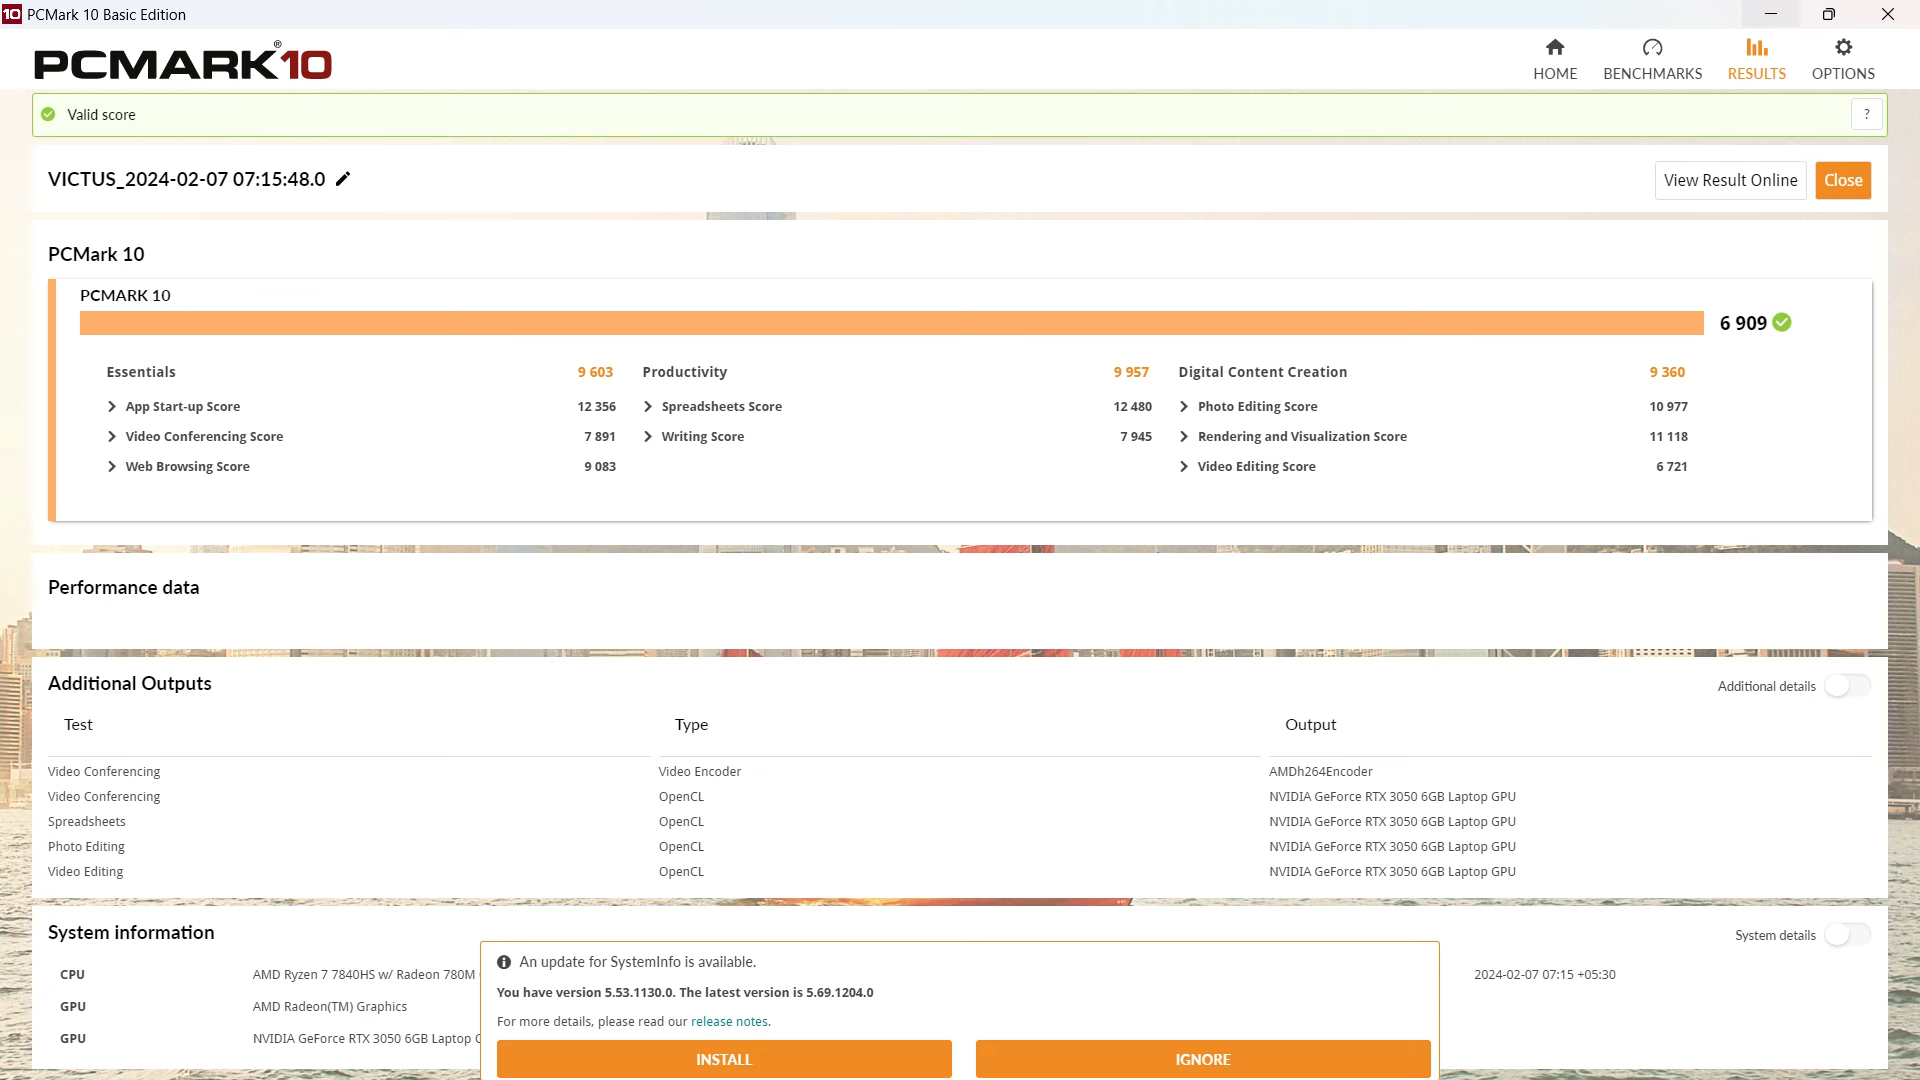 10 PCMark 10 Basic Edition
PCMARK® 10
HOME BENCHMARKS RESULTS OPTIONS
Valid score ?
VICTUS_2024-02-07 07:15:48.0
View Result Online Close
PCMark 10
PCMARK 10
6 909
Essentials 9 603 Productivity 9 957 Digital Content Creation 9 360
App Start-up Score 12 356 Spreadsheets Score 12 480 Photo Editing Score 10 977
Video Conferencing Score 7 891 Writing Score 7 945 Rendering and Visualization Score 11 118
Web Browsing Score 9 083 Video Editing Score 6 721
Performance data
Additional Outputs Additional details
Test Type Output
Video Conferencing Video Encoder AMDh264Encoder
Video Conferencing OpenCL NVIDIA GeForce RTX 3050 6GB Laptop GPU
Spreadsheets OpenCL NVIDIA GeForce RTX 3050 6GB Laptop GPU
Photo Editing OpenCL NVIDIA GeForce RTX 3050 6GB Laptop GPU
Video Editing OpenCL NVIDIA GeForce RTX 3050 6GB Laptop GPU
System information System details
CPU AMD Ryzen 7 7840HS w/ Radeon 780M 2024-02-07 07:15 +05:30
GPU AMD Radeon(TM) Graphics
GPU NVIDIA GeForce RTX 3050 6GB Laptop
An update for SystemInfo is available.
You have version 5.53.1130.0. The latest version is 5.69.1204.0
For more details, please read our release notes.
INSTALL IGNORE